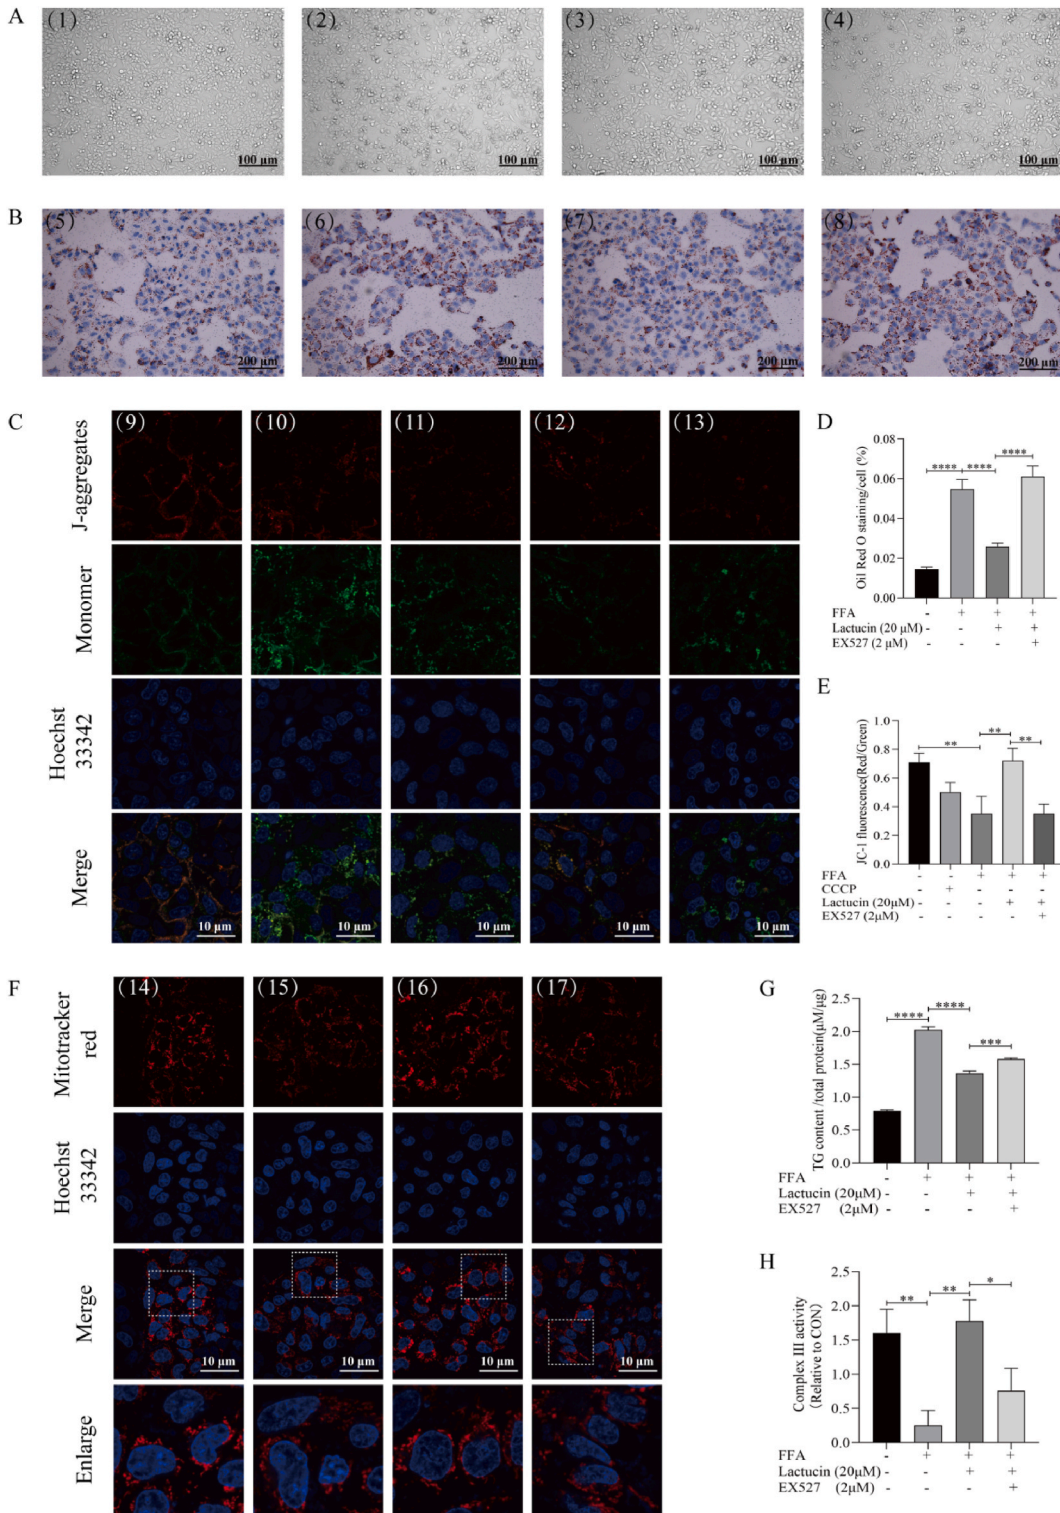 A
(1)
(2)
(3)
(4)
100 μm
100 μm
100 μm
100 μm
B
(5)
(6)
(7)
(8)
200 μm
200 μm
200 μm
200 μm
C
(9)
(10)
(11)
(12)
(13)
J-aggregates
Monomer
Hoechst
33342
Merge
10 μm
10 μm
10 μm
10 μm
10 μm
D
Oil Red O staining/cell (%)
0.08
0.06
0.04
0.02
0.00
**** **** ****
FFA - + + +
Lactucin (20 μM) - - + +
EX527 (2 μM) - - - +
E
JC-1 fluorescence(Red/Green)
1.0
0.8
0.6
0.4
0.2
0.0
** ** **
FFA - - + + +
CCCP - + - - -
Lactucin (20μM) - - - + +
EX527 (2μM) - - - - +
F
(14)
(15)
(16)
(17)
Mitotracker
red
Hoechst
33342
Merge
10 μm
10 μm
10 μm
10 μm
Enlarge
G
TG content /total protein(μM/μg)
2.5
2.0
1.5
1.0
0.5
0.0
**** **** ***
FFA - + + +
Lactucin (20μM) - - + +
EX527 (2μM) - - - +
H
Complex III activity
(Relative to CON)
2.5
2.0
1.5
1.0
0.5
0.0
** ** *
FFA - + + +
Lactucin (20μM) - - + +
EX527 (2μM) - - - +